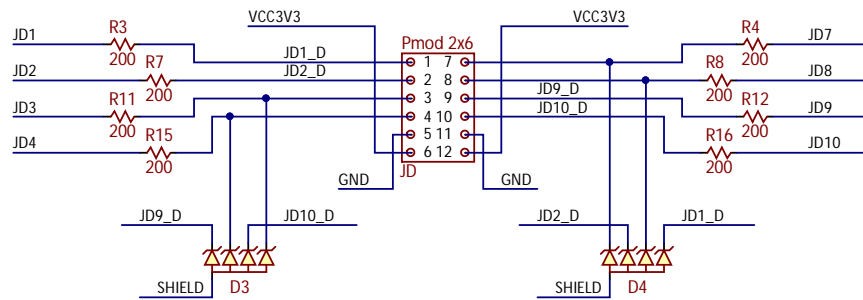 VCC3V3 VCC3V3
JD1 R3 200 JD1_D Pmod 2x6 R4 200 JD7
JD2 R7 200 JD2_D R8 200 JD8
JD3 R11 200 JD9_D R12 200 JD9
JD4 R15 200 JD10_D R16 200 JD10
1 7
2 8
3 9
4 10
5 11
6 12
GND JD GND
JD9_D JD10_D JD2_D JD1_D
SHIELD D3 SHIELD D4